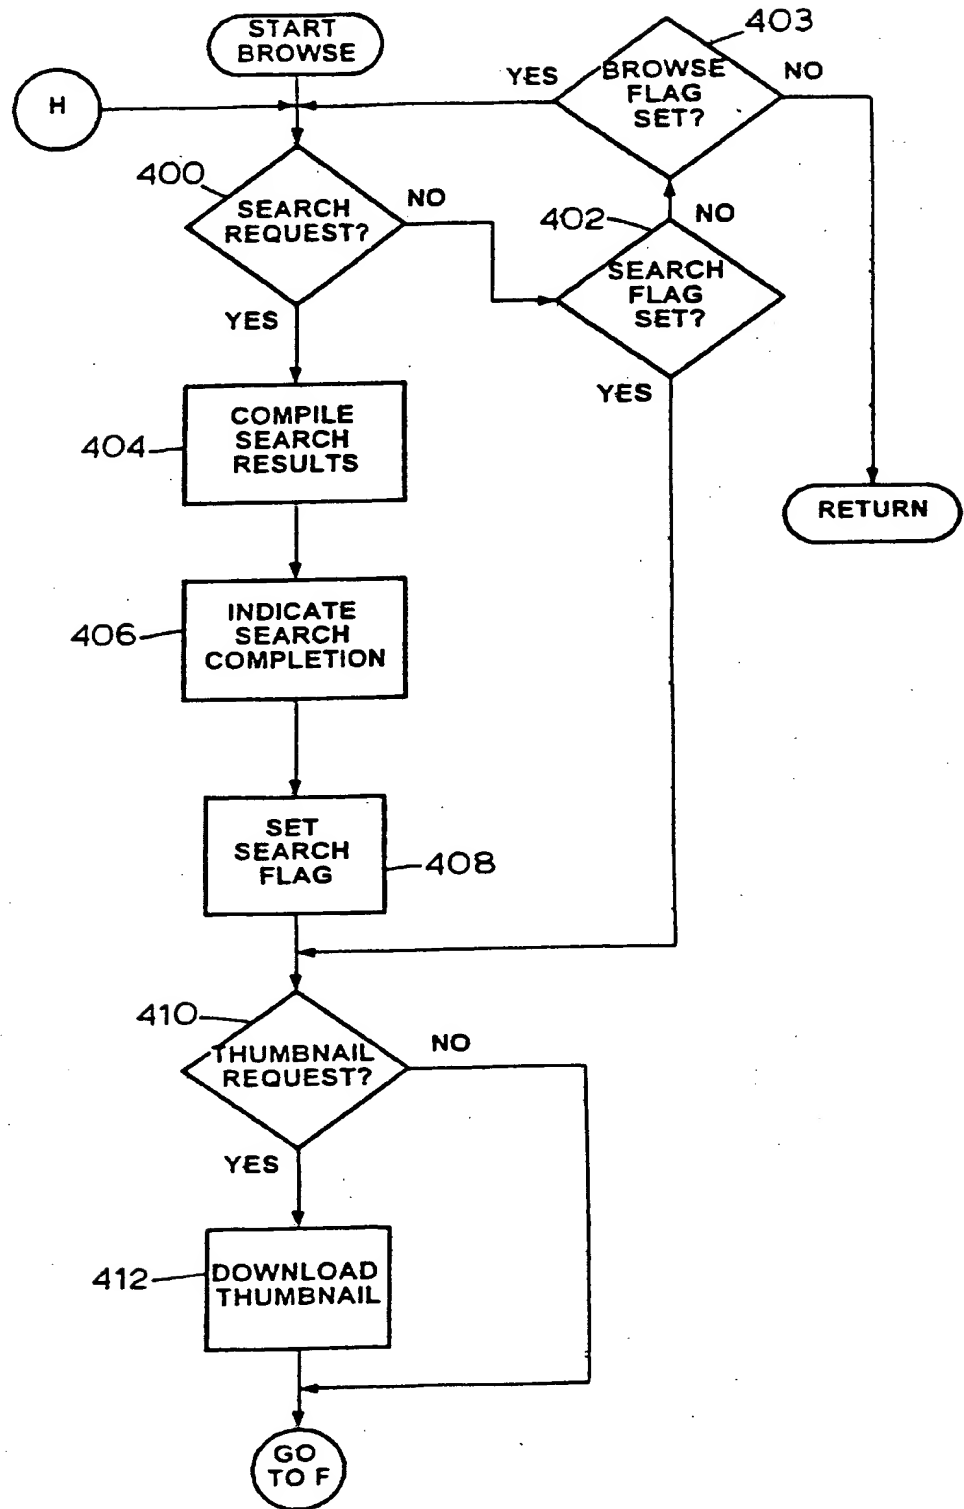 START
BROWSE
403
YES
BROWSE
FLAG
SET?
NO
H
400
SEARCH
REQUEST?
NO
402
NO
SEARCH
FLAG
SET?
YES
YES
404
COMPILE
SEARCH
RESULTS
RETURN
406
INDICATE
SEARCH
COMPLETION
SET
SEARCH
FLAG
408
410
THUMBNAIL
REQUEST?
NO
YES
412
DOWNLOAD
THUMBNAIL
GO
TO F